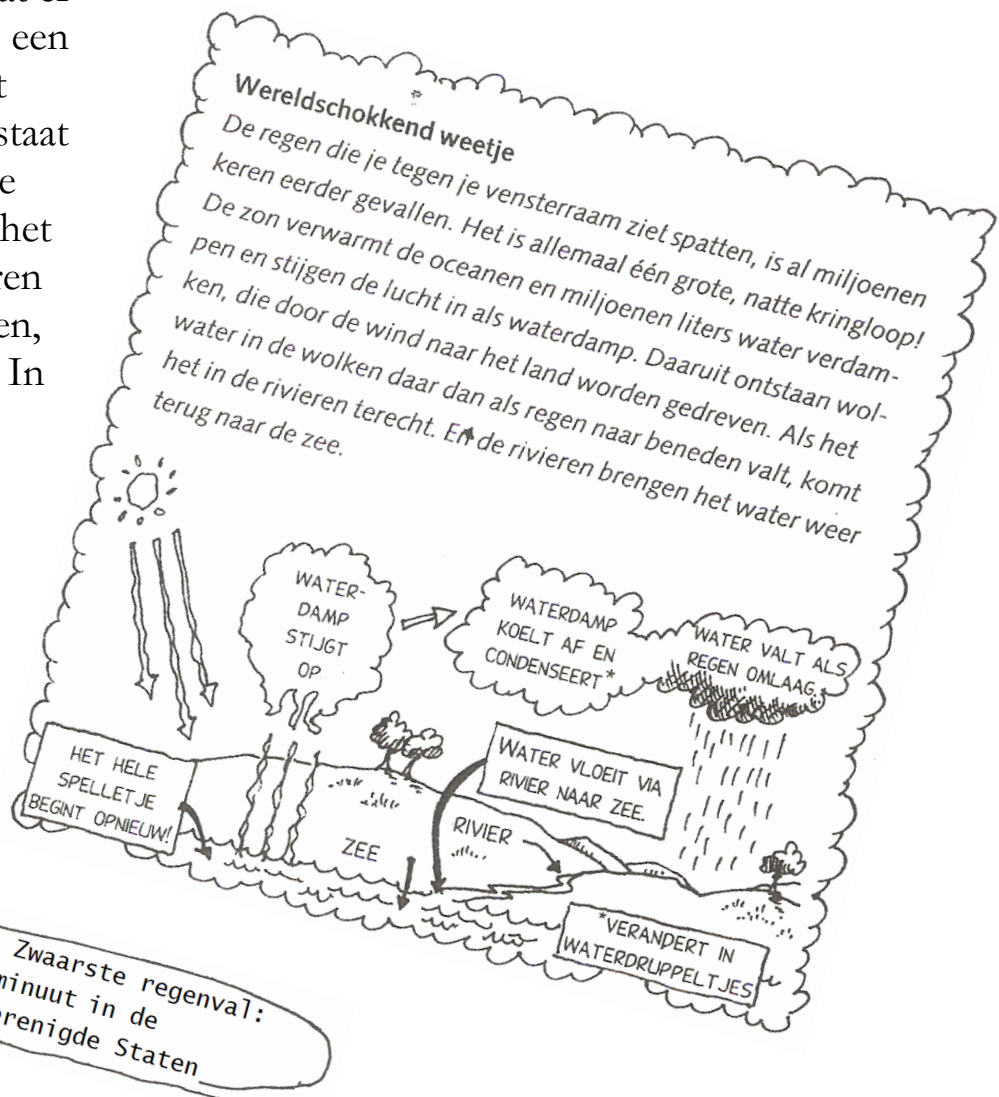 een
t
staat
e
het
ren
en,
In
Wereldschokkend weetje
De regen die je tegen je vensterraam ziet spatten, is al miljoenen
keren eerder gevallen. Het is allemaal één grote, natte kringloop!
De zon verwarmt de oceanen en miljoenen liters water verdam-
pen en stijgen de lucht in als waterdamp. Daaruit ontstaan wol-
ken, die door de wind naar het land worden gedreven. Als het
water in de wolken daar dan als regen naar beneden valt, komt
het in de rivieren terecht. En de rivieren brengen het water weer
terug naar de zee.
WATER-
DAMP
STIJGT
OP
WATERDAMP
KOELT AF EN
CONDENSEERT*
WATER VALT ALS
REGEN OMLAAG.
HET HELE
SPELLETJE
BEGINT OPNIEUW!
WATER VLOEIT VIA
RIVIER NAAR ZEE.
ZEE
RIVIER
*VERANDERT IN
WATERDRUPPELTJES
Zwaarste regenval:
minuut in de
renigde Staten